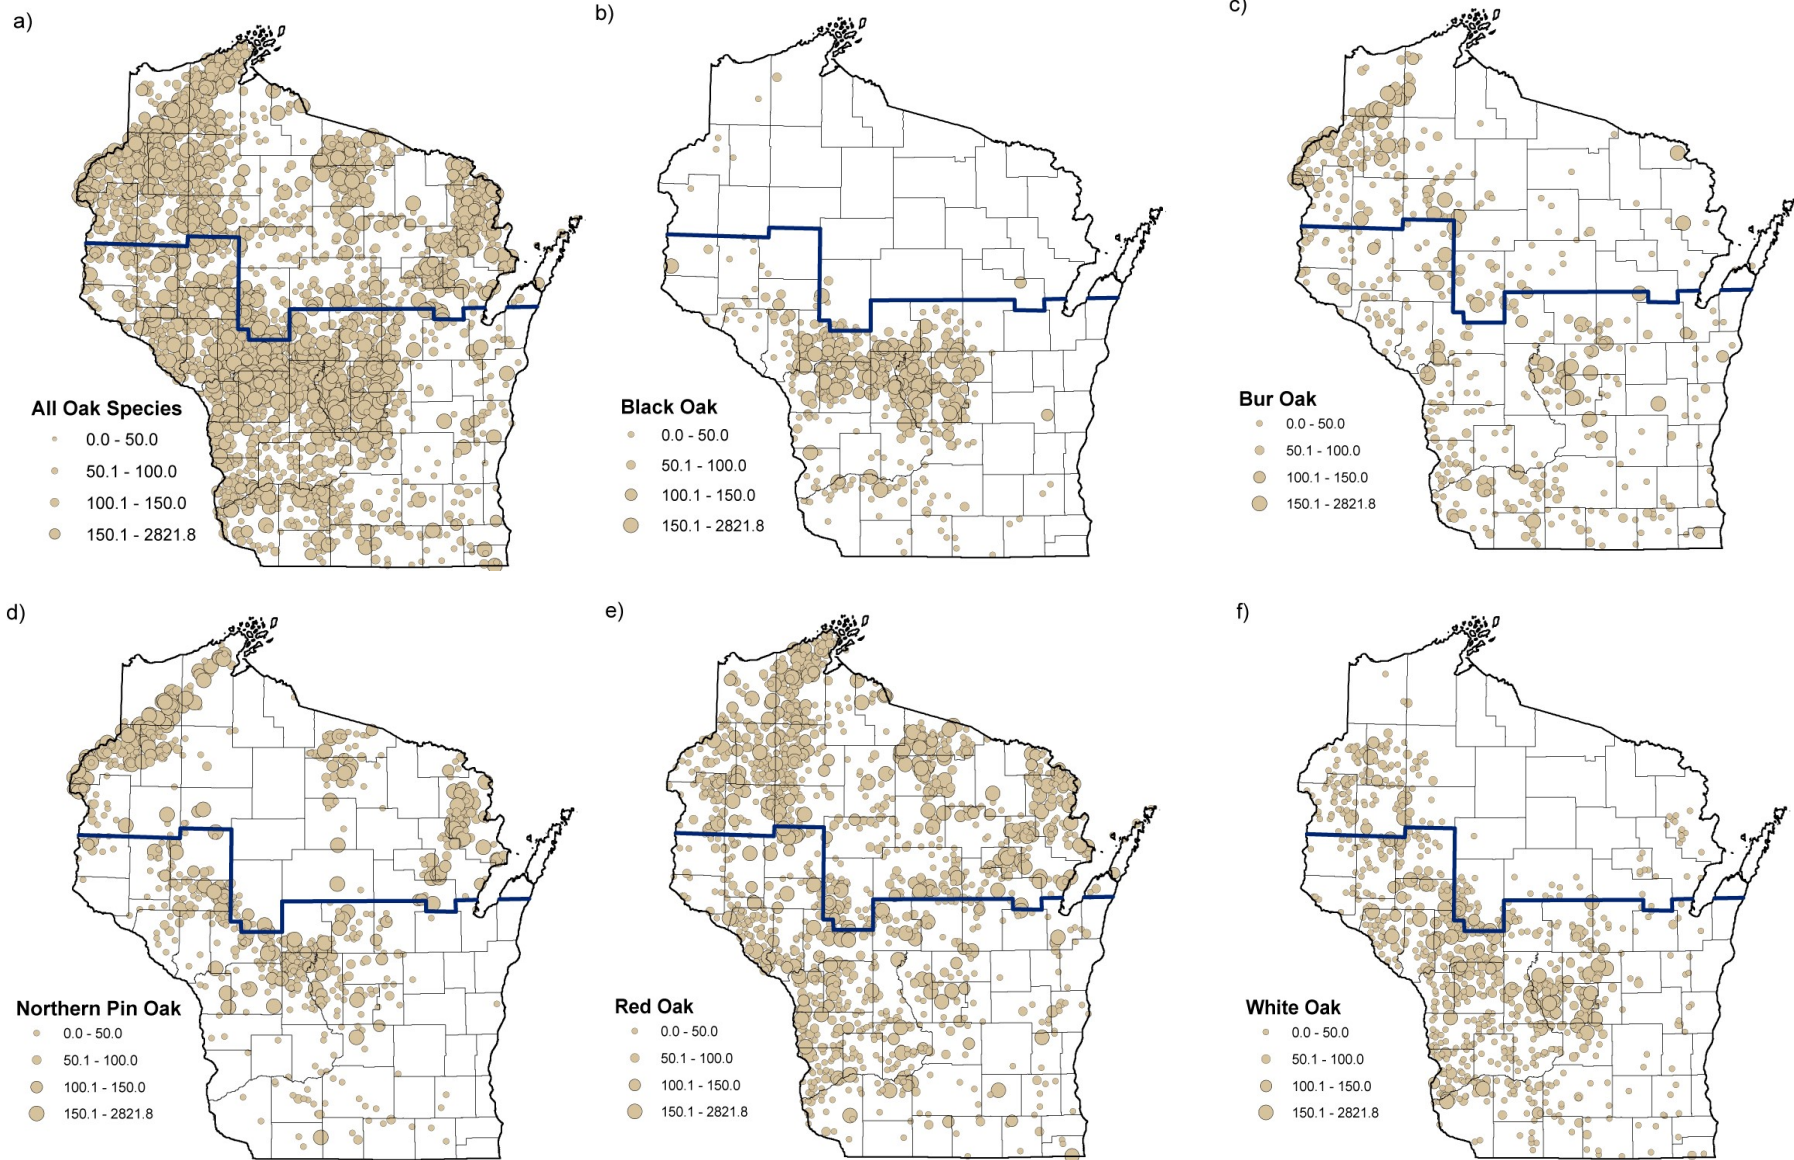 a)
All Oak Species
0.0 - 50.0
50.1 - 100.0
100.1 - 150.0
150.1 - 2821.8
b)
Black Oak
0.0 - 50.0
50.1 - 100.0
100.1 - 150.0
150.1 - 2821.8
c)
Bur Oak
0.0 - 50.0
50.1 - 100.0
100.1 - 150.0
150.1 - 2821.8
d)
Northern Pin Oak
0.0 - 50.0
50.1 - 100.0
100.1 - 150.0
150.1 - 2821.8
e)
Red Oak
0.0 - 50.0
50.1 - 100.0
100.1 - 150.0
150.1 - 2821.8
f)
White Oak
0.0 - 50.0
50.1 - 100.0
100.1 - 150.0
150.1 - 2821.8